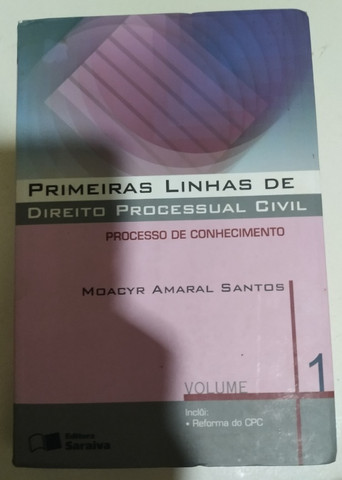 PRIMEIRAS LINHAS DE
DIREITO PROCESSUAL CIVIL
PROCESSO DE CONHECIMENTO
MOACYR AMARAL SANTOS
VOLUME 1
Inclui:
• Reforma do CPC
Editora
Saraiva